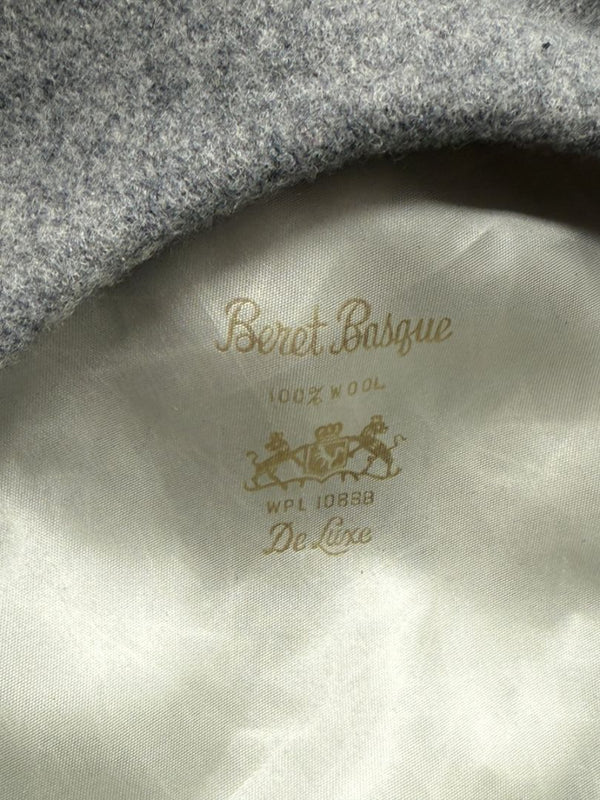 Beret Basque
100% WOOL
WPL 10888
De Luxe